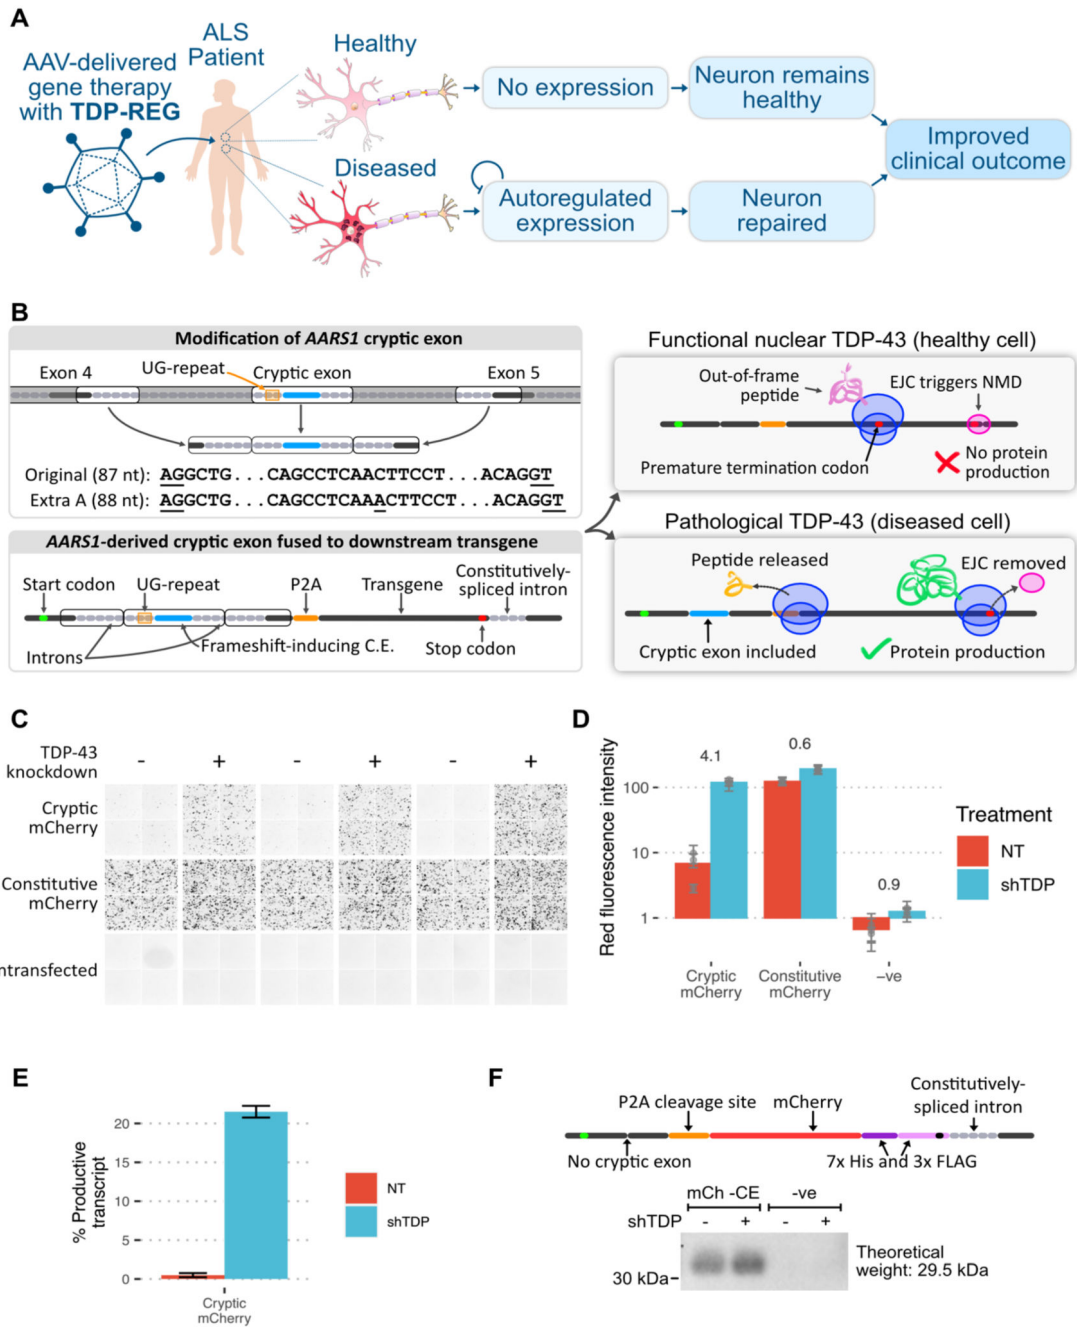 A
AAV-delivered
gene therapy
with TDP-REG
ALS
Patient
Healthy
Diseased
No expression
Neuron remains
healthy
Autoregulated
expression
Neuron
repaired
Improved
clinical outcome
B
Modification of AARS1 cryptic exon
Exon 4
UG-repeat
Cryptic exon
Exon 5
Original (87 nt): AGGCTG...CAGCCTCAACTTCCT...ACAGGT
Extra A (88 nt): AGGCTG...CAGCCTCAAACTTCCT...ACAGGT
AARS1-derived cryptic exon fused to downstream transgene
Start codon
UG-repeat
P2A
Transgene
Constitutively-
spliced intron
Introns
Frameshift-inducing C.E.
Stop codon
Functional nuclear TDP-43 (healthy cell)
Out-of-frame
peptide
EJC triggers NMD
Premature termination codon
No protein
production
Pathological TDP-43 (diseased cell)
Peptide released
EJC removed
Cryptic exon included
Protein production
C
TDP-43
knockdown
- + - + - +
Cryptic
mCherry
Constitutive
mCherry
ntransfected
D
Red fluorescence intensity
100
10
1
4.1
0.6
0.9
Cryptic
mCherry
Constitutive
mCherry
–ve
Treatment
NT
shTDP
E
% Productive
transcript
20
15
10
5
0
Cryptic
mCherry
NT
shTDP
F
P2A cleavage site
mCherry
Constitutively-
spliced intron
No cryptic exon
7x His and 3x FLAG
mCh -CE
-ve
shTDP - + - +
30 kDa
Theoretical
weight: 29.5 kDa